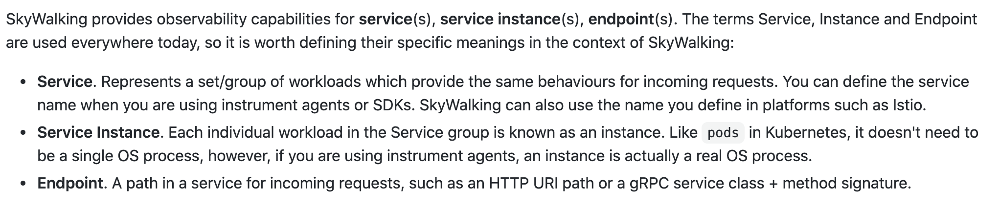 SkyWalking provides observability capabilities for service(s), service instance(s), endpoint(s). The terms Service, Instance and Endpoint
are used everywhere today, so it is worth defining their specific meanings in the context of SkyWalking:
• Service. Represents a set/group of workloads which provide the same behaviours for incoming requests. You can define the service
name when you are using instrument agents or SDKs. SkyWalking can also use the name you define in platforms such as Istio.
• Service Instance. Each individual workload in the Service group is known as an instance. Like pods in Kubernetes, it doesn't need to
be a single OS process, however, if you are using instrument agents, an instance is actually a real OS process.
• Endpoint. A path in a service for incoming requests, such as an HTTP URI path or a gRPC service class + method signature.